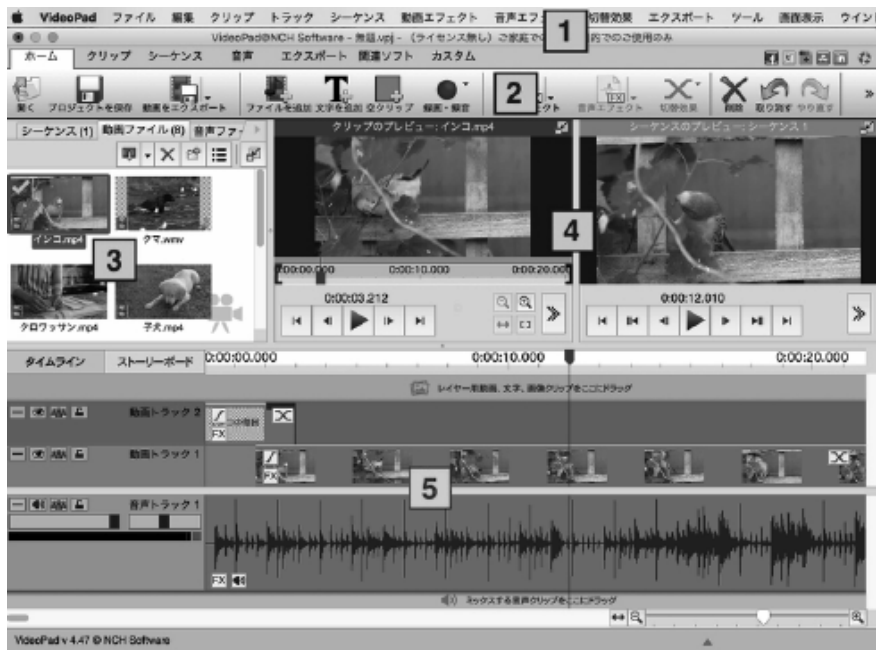 VideoPad ファイル 編集 クリップ トラック シーケンス 動画エフェクト 音声エフェ 切替効果 エクスポート ツール 画面表示 ウイント
VideoPad®NCH Software - 無題.vpj - (ライセンス無し) ご家庭で 内でのご使用のみ
1
ホーム クリップ シーケンス 音声 エクスポート 関連ソフト カスタム
2
開く プロジェクトを保存 動画をエクスポート ファイルを追加 文字を追加 空クリップ 録画・録音 クト 音声エフェクト 切替効果 削除 取り消す やり直す
シーケンス (1) 動画ファイル (8) 音声ファ
クリップのプレビュー: インコ.mp4
シーケンスのプレビュー: シーケンス 1
インコ.mp4 クマ.wmv
3
4
クロワッサン.mp4 子犬.mp4
0:00:00.000 0:00:10.000 0:00:20.000
0:00:03.212
0:00:12.010
タイムライン ストーリーボード 0:00:00.000 0:00:10.000 0:00:20.000
レイヤー用動画、文字、画像クリップをここにドラッグ
動画トラック 2
FX
動画トラック 1
FX
5
音声トラック 1
FX
ミックスする音声クリップをここにドラッグ
VideoPad v 4.47 © NCH Software